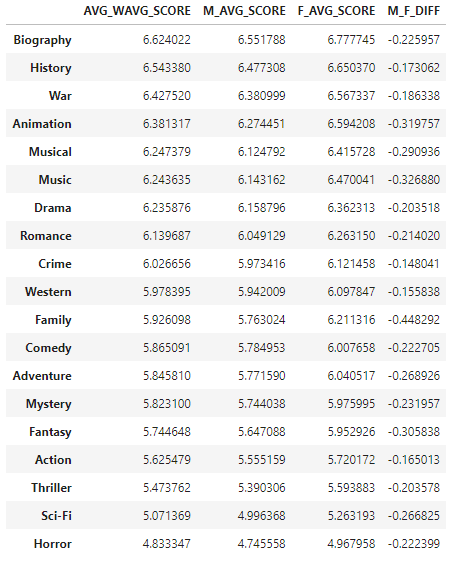 AVG_WAVG_SCORE M_AVG_SCORE F_AVG_SCORE M_F_DIFF
Biography 6.624022 6.551788 6.777745 -0.225957
History 6.543380 6.477308 6.650370 -0.173062
War 6.427520 6.380999 6.567337 -0.186338
Animation 6.381317 6.274451 6.594208 -0.319757
Musical 6.247379 6.124792 6.415728 -0.290936
Music 6.243635 6.143162 6.470041 -0.326880
Drama 6.235876 6.158796 6.362313 -0.203518
Romance 6.139687 6.049129 6.263150 -0.214020
Crime 6.026656 5.973416 6.121458 -0.148041
Western 5.978395 5.942009 6.097847 -0.155838
Family 5.926098 5.763024 6.211316 -0.448292
Comedy 5.865091 5.784953 6.007658 -0.222705
Adventure 5.845810 5.771590 6.040517 -0.268926
Mystery 5.823100 5.744038 5.975995 -0.231957
Fantasy 5.744648 5.647088 5.952926 -0.305838
Action 5.625479 5.555159 5.720172 -0.165013
Thriller 5.473762 5.390306 5.593883 -0.203578
Sci-Fi 5.071369 4.996368 5.263193 -0.266825
Horror 4.833347 4.745558 4.967958 -0.222399